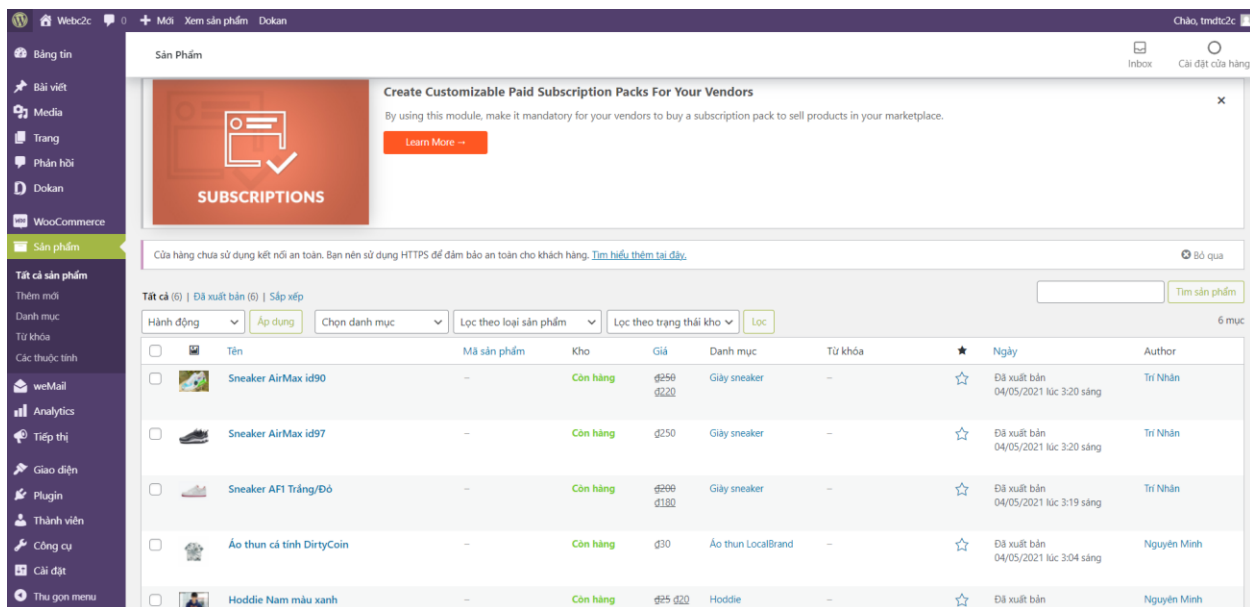 Webc2c 0 Mới Xem sản phẩm Dokan Chào, tmdtc2c
Bảng tin
Bài viết
Media
Trang
Phản hồi
Dokan
WooCommerce
Sản phẩm
Tất cả sản phẩm
Thêm mới
Danh mục
Từ khóa
Các thuộc tính
weMail
Analytics
Tiếp thị
Giao diện
Plugin
Thành viên
Công cụ
Cài đặt
Thu gọn menu
Sản Phẩm
Inbox
Cài đặt cửa hàng
SUBSCRIPTIONS
Create Customizable Paid Subscription Packs For Your Vendors
By using this module, make it mandatory for your vendors to buy a subscription pack to sell products in your marketplace.
Learn More →
Cửa hàng chưa sử dụng kết nối an toàn. Bạn nên sử dụng HTTPS để đảm bảo an toàn cho khách hàng. Tìm hiểu thêm tại đây. Bỏ qua
Tất cả (6) | Đã xuất bản (6) | Sắp xếp
Tìm sản phẩm
Hành động Áp dụng Chọn danh mục Lọc theo loại sản phẩm Lọc theo trạng thái kho Lọc 6 mục
Tên Mã sản phẩm Kho Giá Danh mục Từ khóa Ngày Author
Sneaker AirMax id90 – Còn hàng ₫250 Giày sneaker – Đã xuất bản Trí Nhân
₫220 04/05/2021 lúc 3:20 sáng
Sneaker AirMax id97 – Còn hàng ₫250 Giày sneaker – Đã xuất bản Trí Nhân
04/05/2021 lúc 3:20 sáng
Sneaker AF1 Trắng/Đỏ – Còn hàng ₫200 Giày sneaker – Đã xuất bản Trí Nhân
₫180 04/05/2021 lúc 3:19 sáng
Áo thun cá tính DirtyCoin – Còn hàng ₫30 Áo thun LocalBrand – Đã xuất bản Nguyên Minh
04/05/2021 lúc 3:04 sáng
Hoddie Nam màu xanh – Còn hàng ₫25 ₫20 Hoddie – Đã xuất bản Nguyên Minh